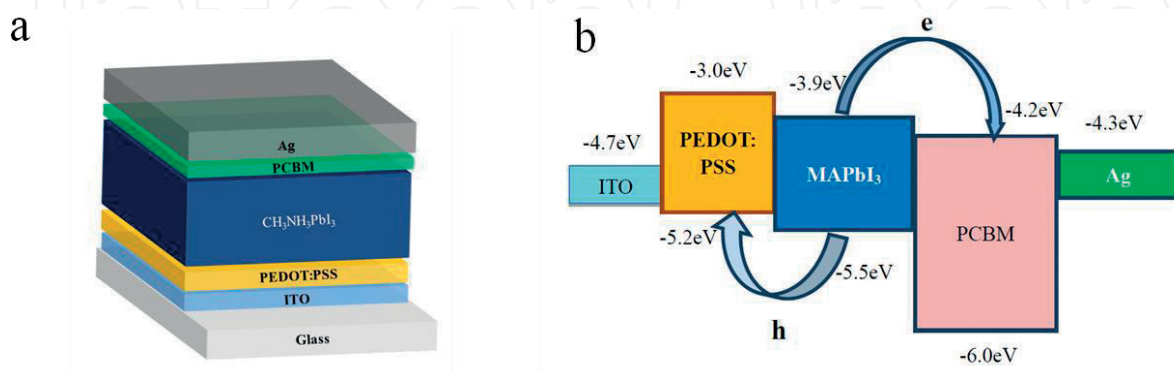 a
Ag
PCBM
CH₃NH₃PbI₃
PEDOT:PSS
ITO
Glass
b
e
-3.0eV
-3.9eV
-4.2eV
-4.3eV
-4.7eV
PEDOT:
PSS
MAPbI₃
ITO
Ag
PCBM
-5.2eV
-5.5eV
h
-6.0eV